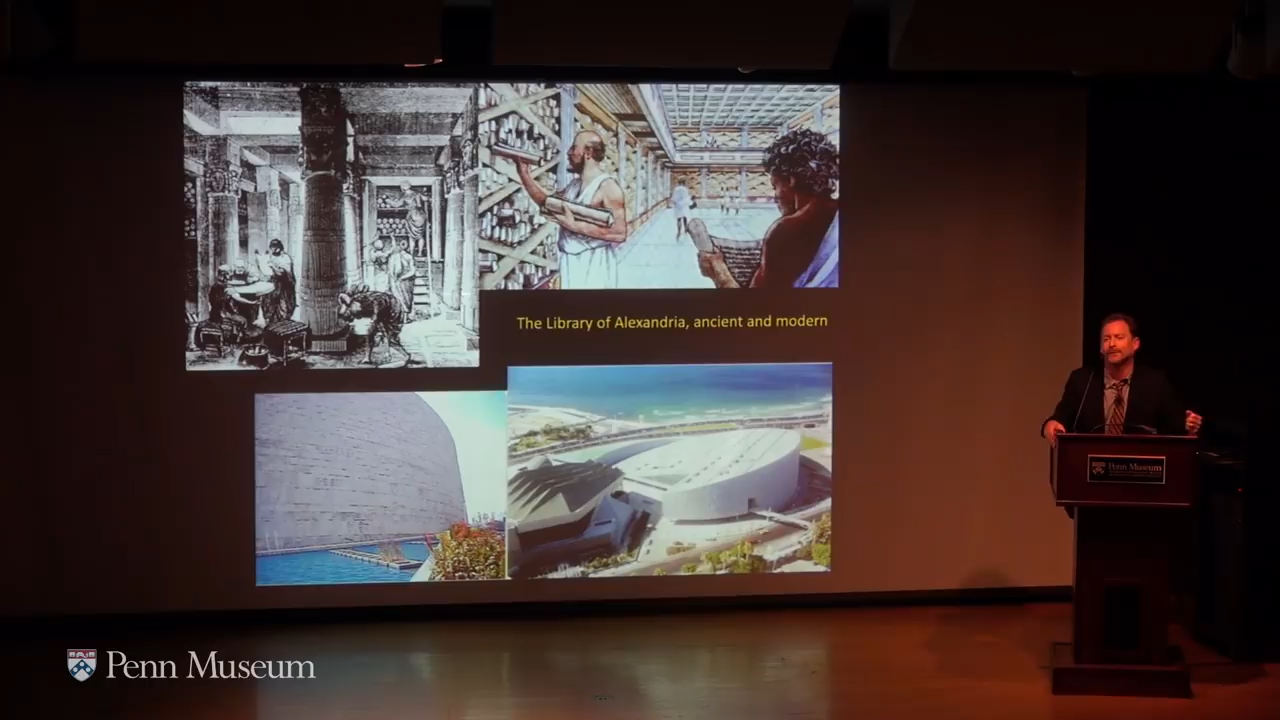 The Library of Alexandria, ancient and modern
Penn Museum
Penn Museum